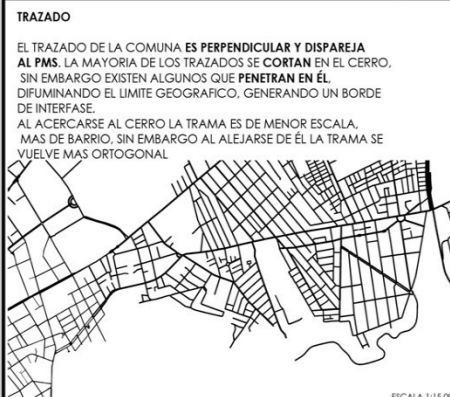 TRAZADO
EL TRAZADO DE LA COMUNA ES PERPENDICULAR Y DISPAREJA
AL PMS. LA MAYORIA DE LOS TRAZADOS SE CORTAN EN EL CERRO,
SIN EMBARGO EXISTEN ALGUNOS QUE PENETRAN EN ÉL,
DIFUMINANDO EL LIMITE GEOGRAFICO, GENERANDO UN BORDE
DE INTERFASE.
AL ACERCARSE AL CERRO LA TRAMA ES DE MENOR ESCALA,
MAS DE BARRIO, SIN EMBARGO AL ALEJARSE DE ÉL LA TRAMA SE
VUELVE MAS ORTOGONAL
ESCALA